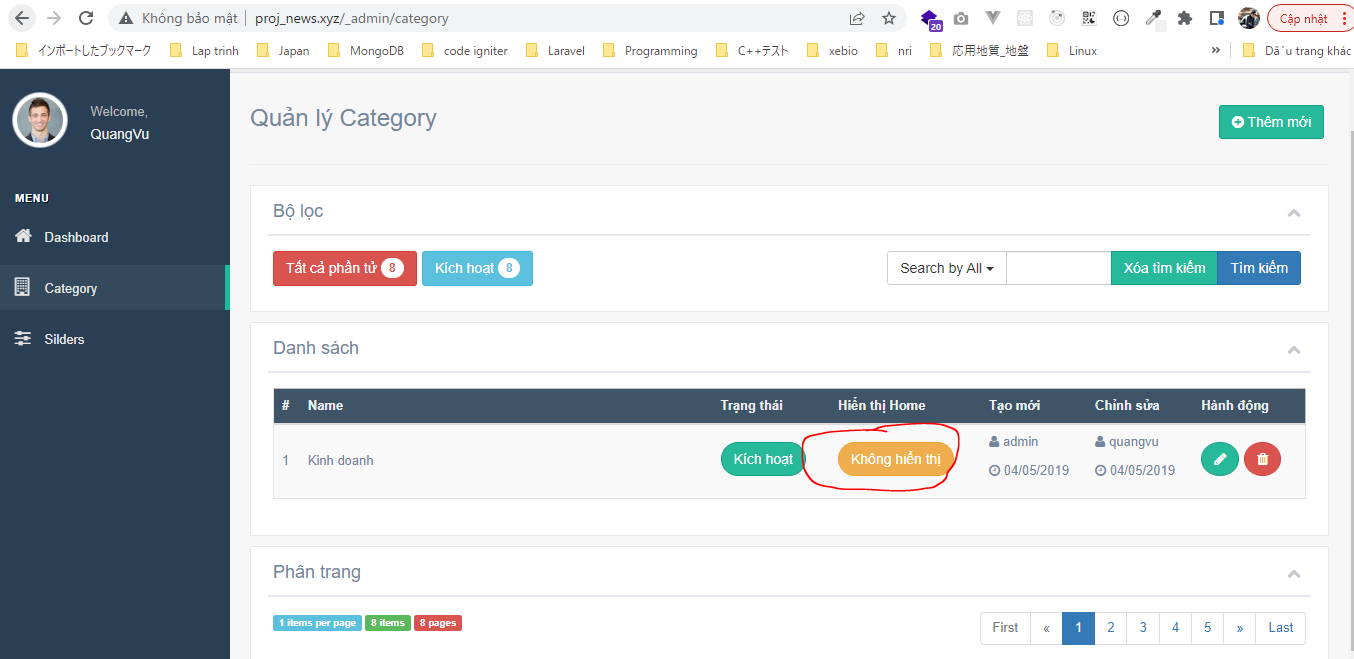 Không bảo mật proj_news.xyz/_admin/category
20
Cập nhật
インポートしたブックマーク Lap trinh Japan MongoDB code igniter Laravel Programming C++テスト xebio nri 応用地質_地盤 Linux » Dấu trang khác
Welcome,
QuangVu
MENU
Dashboard
Category
Silders
Quản lý Category
Thêm mới
Bộ lọc
Tất cả phần tử 8 Kích hoạt 8
Search by All Xóa tìm kiếm Tìm kiếm
Danh sách
# Name Trạng thái Hiển thị Home Tạo mới Chỉnh sửa Hành động
1 Kinh doanh Kích hoạt Không hiển thị
admin quangvu
04/05/2019 04/05/2019
Phân trang
1 items per page 8 items 8 pages
First « 1 2 3 4 5 » Last